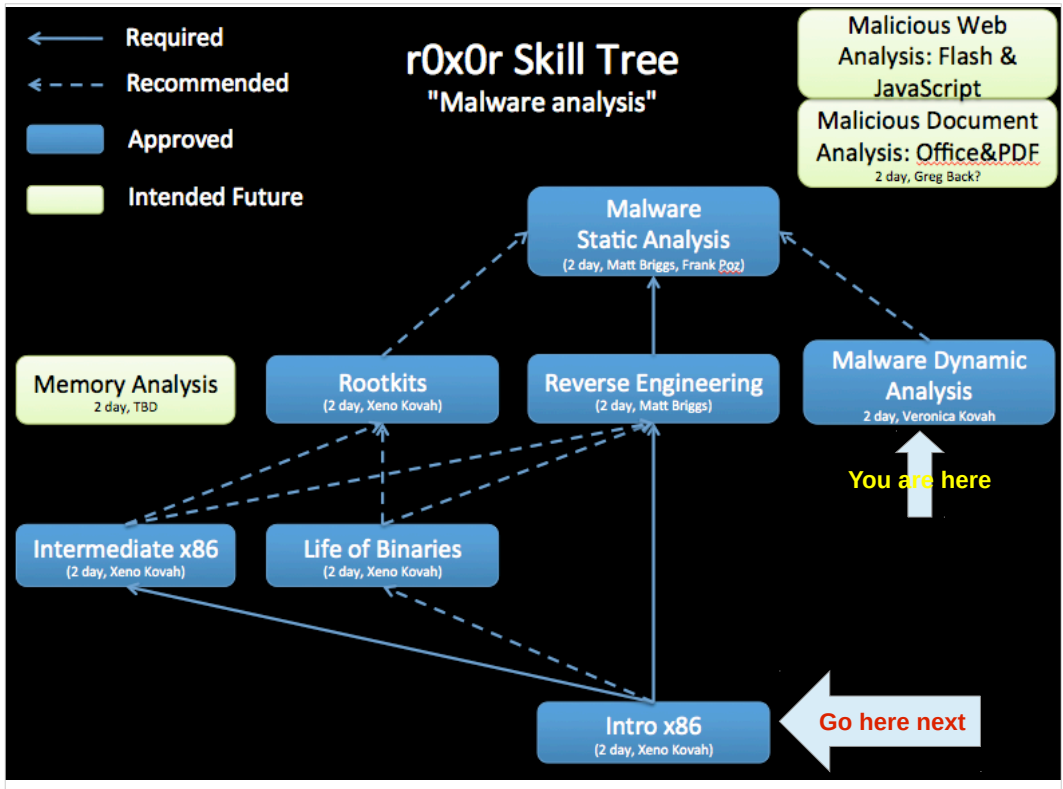 Required
Recommended
Approved
Intended Future
r0x0r Skill Tree
"Malware analysis"
Malicious Web
Analysis: Flash &
JavaScript
Malicious Document
Analysis: Office&PDF
2 day, Greg Back?
Malware
Static Analysis
(2 day, Matt Briggs, Frank Poz)
Memory Analysis
2 day, TBD
Rootkits
(2 day, Xeno Kovah)
Reverse Engineering
(2 day, Matt Briggs)
Malware Dynamic
Analysis
2 day, Veronica Kovah
You are here
Intermediate x86
(2 day, Xeno Kovah)
Life of Binaries
(2 day, Xeno Kovah)
Intro x86
(2 day, Xeno Kovah)
Go here next